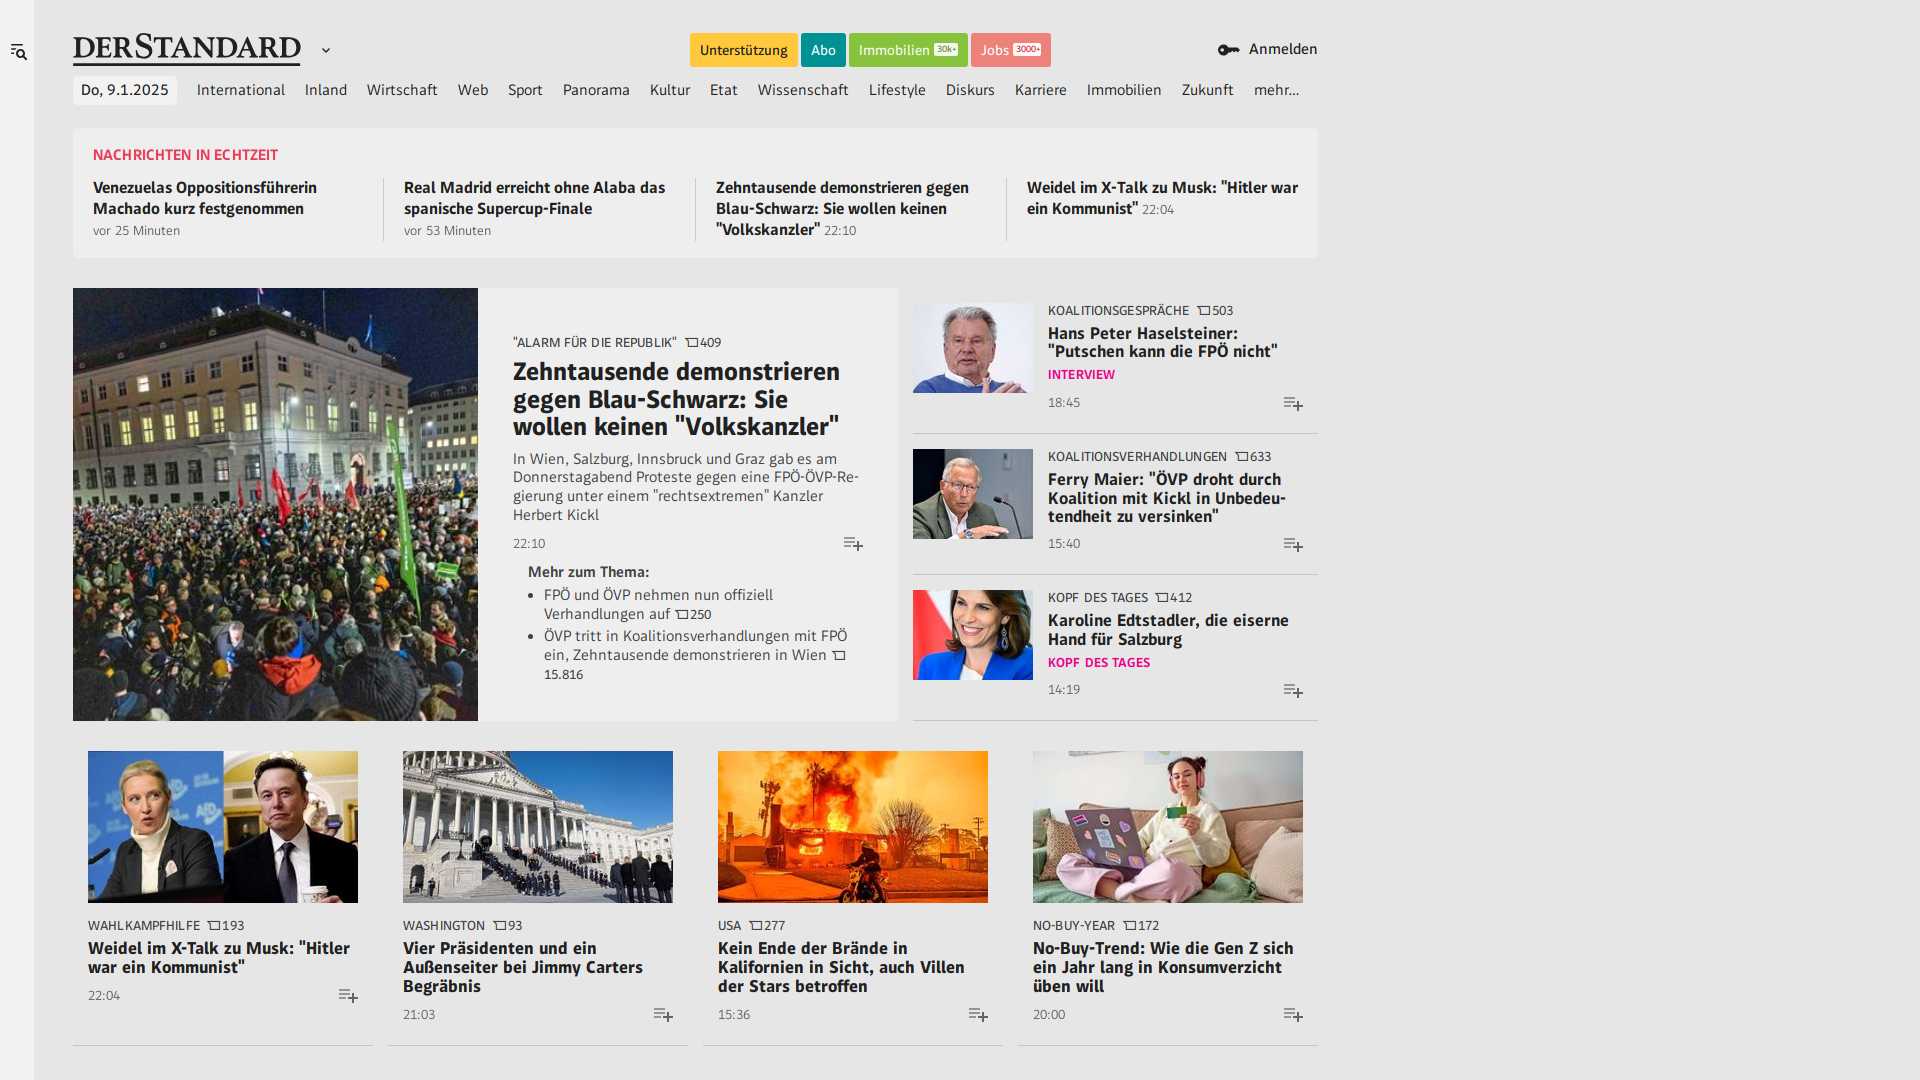 DERSTANDARD
Unterstützung
Abo
Immobilien 30k+
Jobs 3000+
Anmelden
Do, 9.1.2025
International
Inland
Wirtschaft
Web
Sport
Panorama
Kultur
Etat
Wissenschaft
Lifestyle
Diskurs
Karriere
Immobilien
Zukunft
mehr...
NACHRICHTEN IN ECHTZEIT
Venezuelas Oppositionsführerin
Machado kurz festgenommen
vor 25 Minuten
Real Madrid erreicht ohne Alaba das
spanische Supercup-Finale
vor 53 Minuten
Zehntausende demonstrieren gegen
Blau-Schwarz: Sie wollen keinen
"Volkskanzler" 22:10
Weidel im X-Talk zu Musk: "Hitler war
ein Kommunist" 22:04
"ALARM FÜR DIE REPUBLIK" 409
Zehntausende demonstrieren
gegen Blau-Schwarz: Sie
wollen keinen "Volkskanzler"
In Wien, Salzburg, Innsbruck und Graz gab es am
Donnerstagabend Proteste gegen eine FPÖ-ÖVP-Re-
gierung unter einem "rechtsextremen" Kanzler
Herbert Kickl
22:10
Mehr zum Thema:
FPÖ und ÖVP nehmen nun offiziell
Verhandlungen auf 250
ÖVP tritt in Koalitionsverhandlungen mit FPÖ
ein, Zehntausende demonstrieren in Wien
15.816
KOALITIONSGESPRÄCHE 503
Hans Peter Haselsteiner:
"Putschen kann die FPÖ nicht"
INTERVIEW
18:45
KOALITIONSVERHANDLUNGEN 633
Ferry Maier: "ÖVP droht durch
Koalition mit Kickl in Unbedeu-
tendheit zu versinken"
15:40
KOPF DES TAGES 412
Karoline Edtstadler, die eiserne
Hand für Salzburg
KOPF DES TAGES
14:19
WAHLKAMPFHILFE 193
Weidel im X-Talk zu Musk: "Hitler
war ein Kommunist"
22:04
WASHINGTON 93
Vier Präsidenten und ein
Außenseiter bei Jimmy Carters
Begräbnis
21:03
USA 277
Kein Ende der Brände in
Kalifornien in Sicht, auch Villen
der Stars betroffen
15:36
NO-BUY-YEAR 172
No-Buy-Trend: Wie die Gen Z sich
ein Jahr lang in Konsumverzicht
üben will
20:00